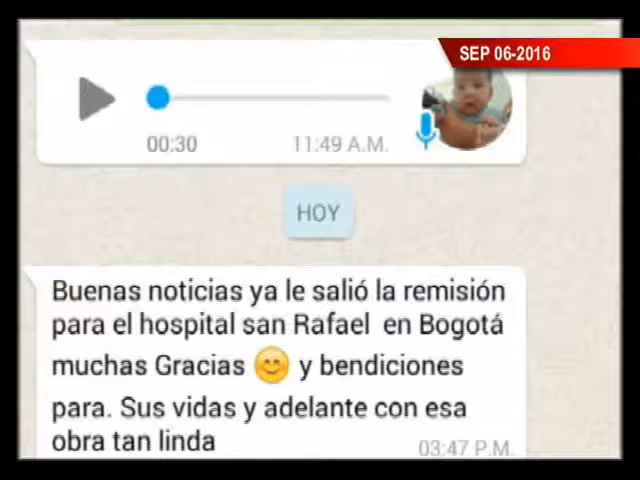 SEP 06-2016
00:30 11:49 A.M.
HOY
Buenas noticias ya le salió la remisión
para el hospital san Rafael en Bogotá
muchas Gracias 😊 y bendiciones
para. Sus vidas y adelante con esa
obra tan linda
03:47 P.M.